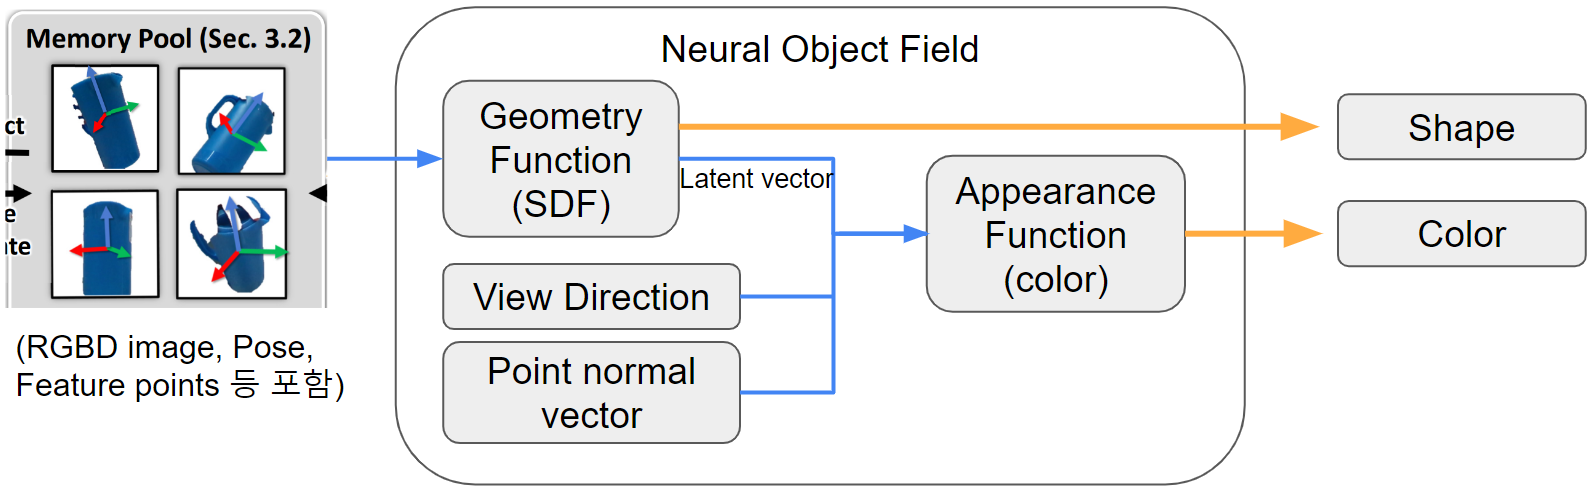 Memory Pool (Sec. 3.2)
ct
e
ate
(RGBD image, Pose,
Feature points 등 포함)
Neural Object Field
Geometry
Function
(SDF)
Latent vector
View Direction
Point normal
vector
Appearance
Function
(color)
Shape
Color